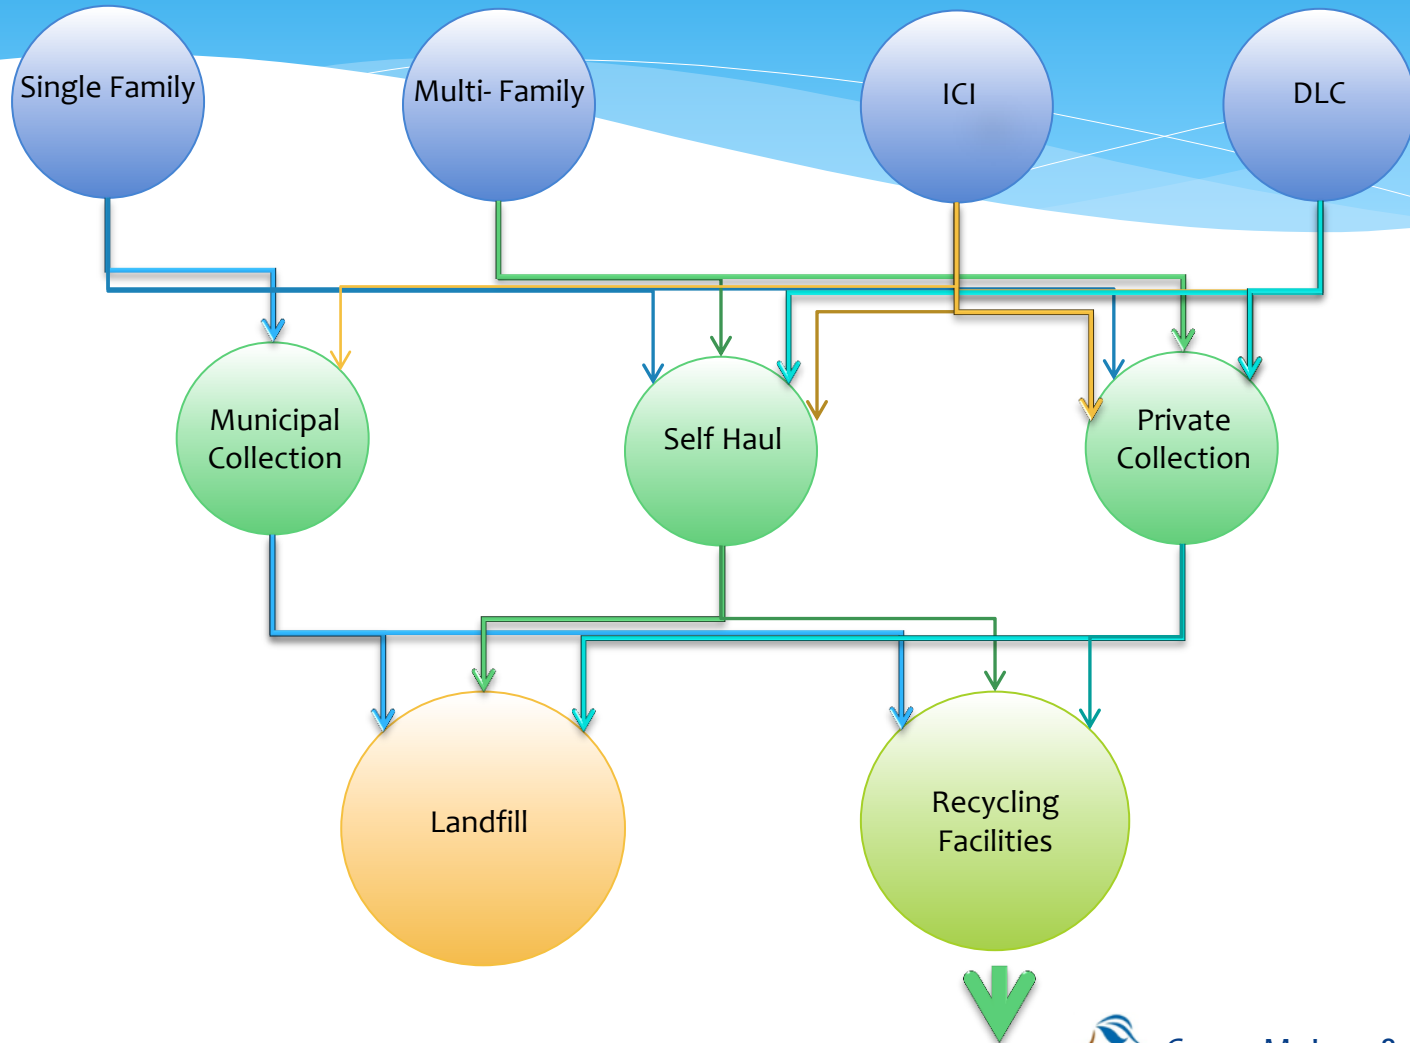 Single Family
Multi- Family
ICI
DLC
Municipal
Collection
Self Haul
Private
Collection
Landfill
Recycling
Facilities